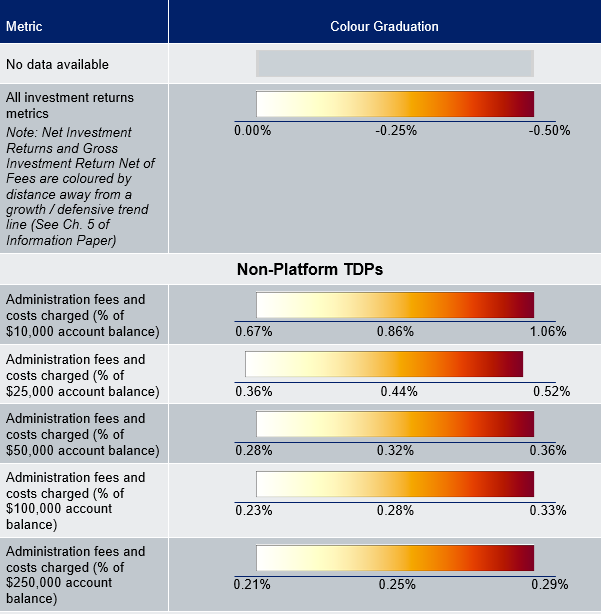 Metric
Colour Graduation
No data available
All investment returns
metrics
Note: Net Investment
Returns and Gross
Investment Return Net of
Fees are coloured by
distance away from a
growth / defensive trend
line (See Ch. 5 of
Information Paper)
0.00% -0.25% -0.50%
Non-Platform TDPs
Administration fees and
costs charged (% of
$10,000 account balance)
0.67% 0.86% 1.06%
Administration fees and
costs charged (% of
$25,000 account balance)
0.36% 0.44% 0.52%
Administration fees and
costs charged (% of
$50,000 account balance)
0.28% 0.32% 0.36%
Administration fees and
costs charged (% of
$100,000 account
balance)
0.23% 0.28% 0.33%
Administration fees and
costs charged (% of
$250,000 account
balance)
0.21% 0.25% 0.29%